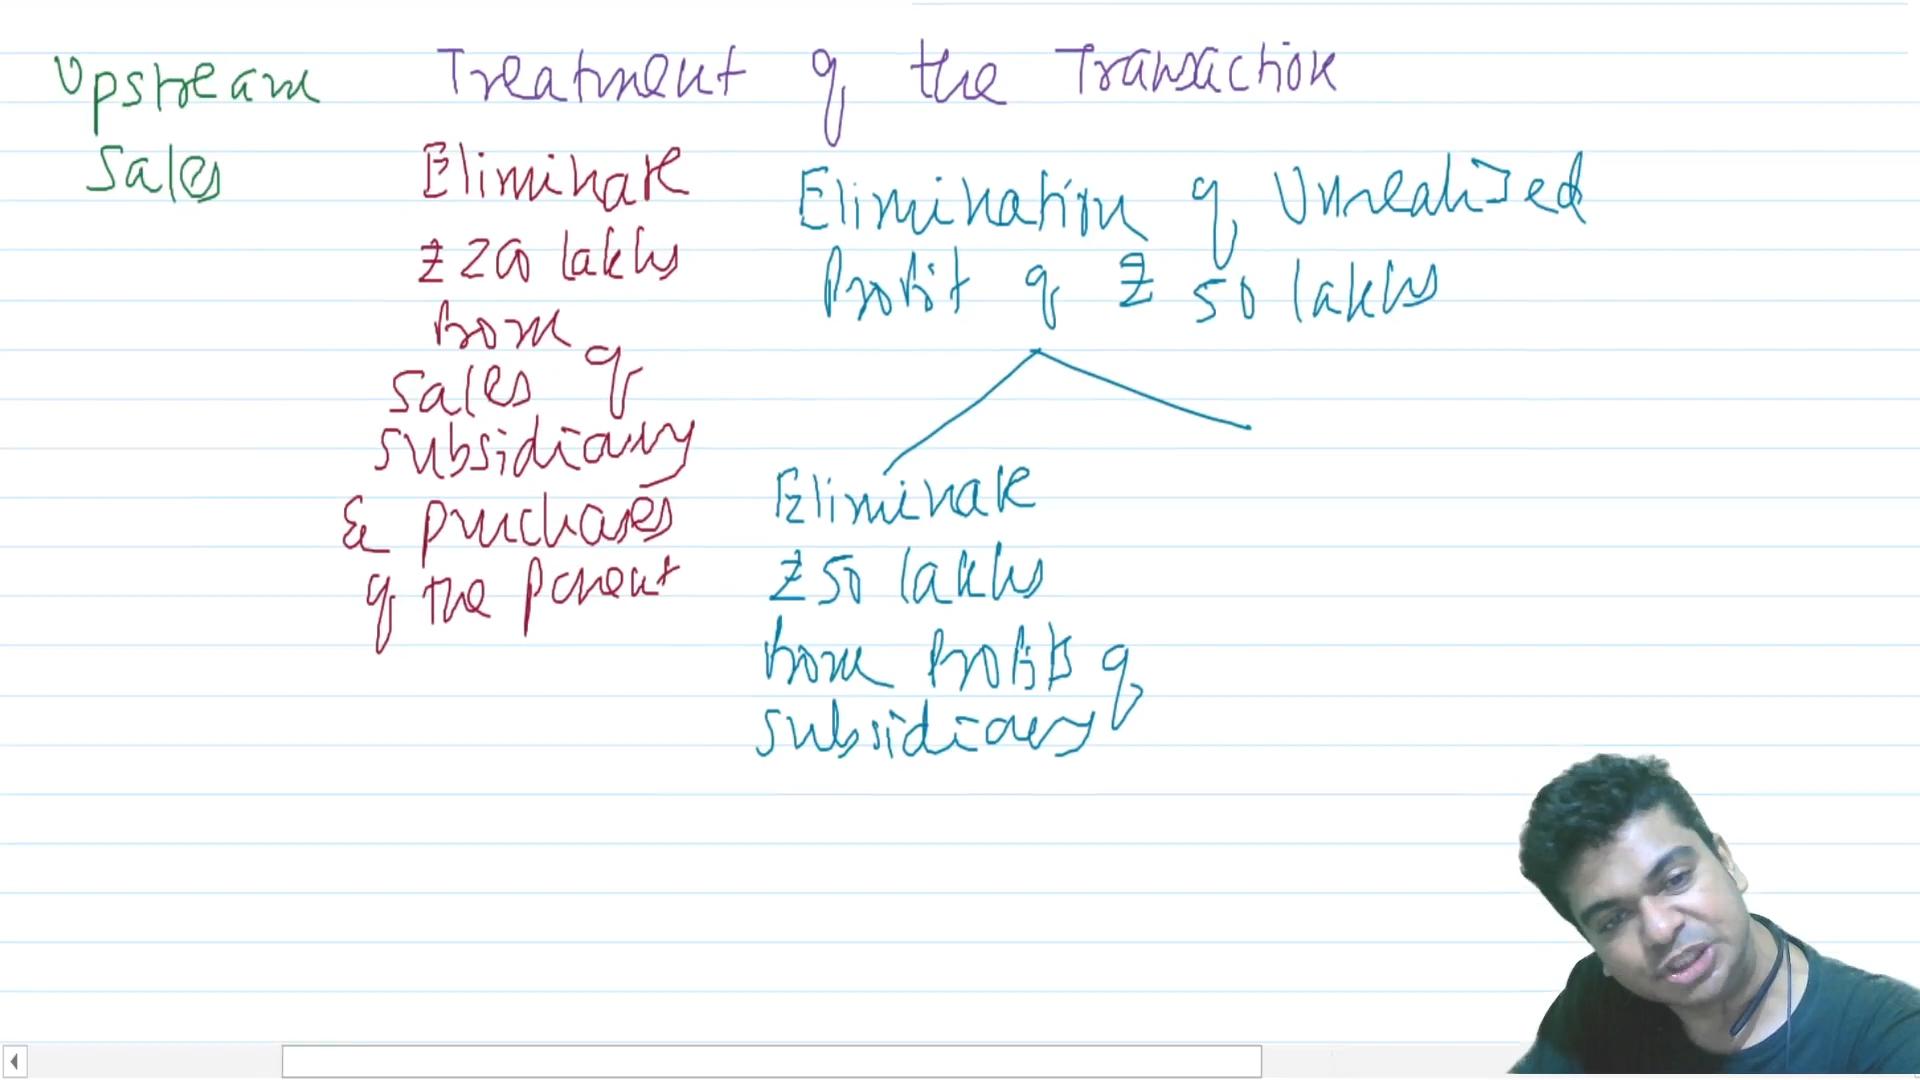 Upstream
Sales
Treatment of the Transaction
Eliminate
₹ 200 lakhs
from
sales of
subsidiary
& purchases
of the Parent
Elimination of Unrealized
Profit of ₹ 50 lakhs
Eliminate
₹ 50 lakhs
from Profits of
subsidiary